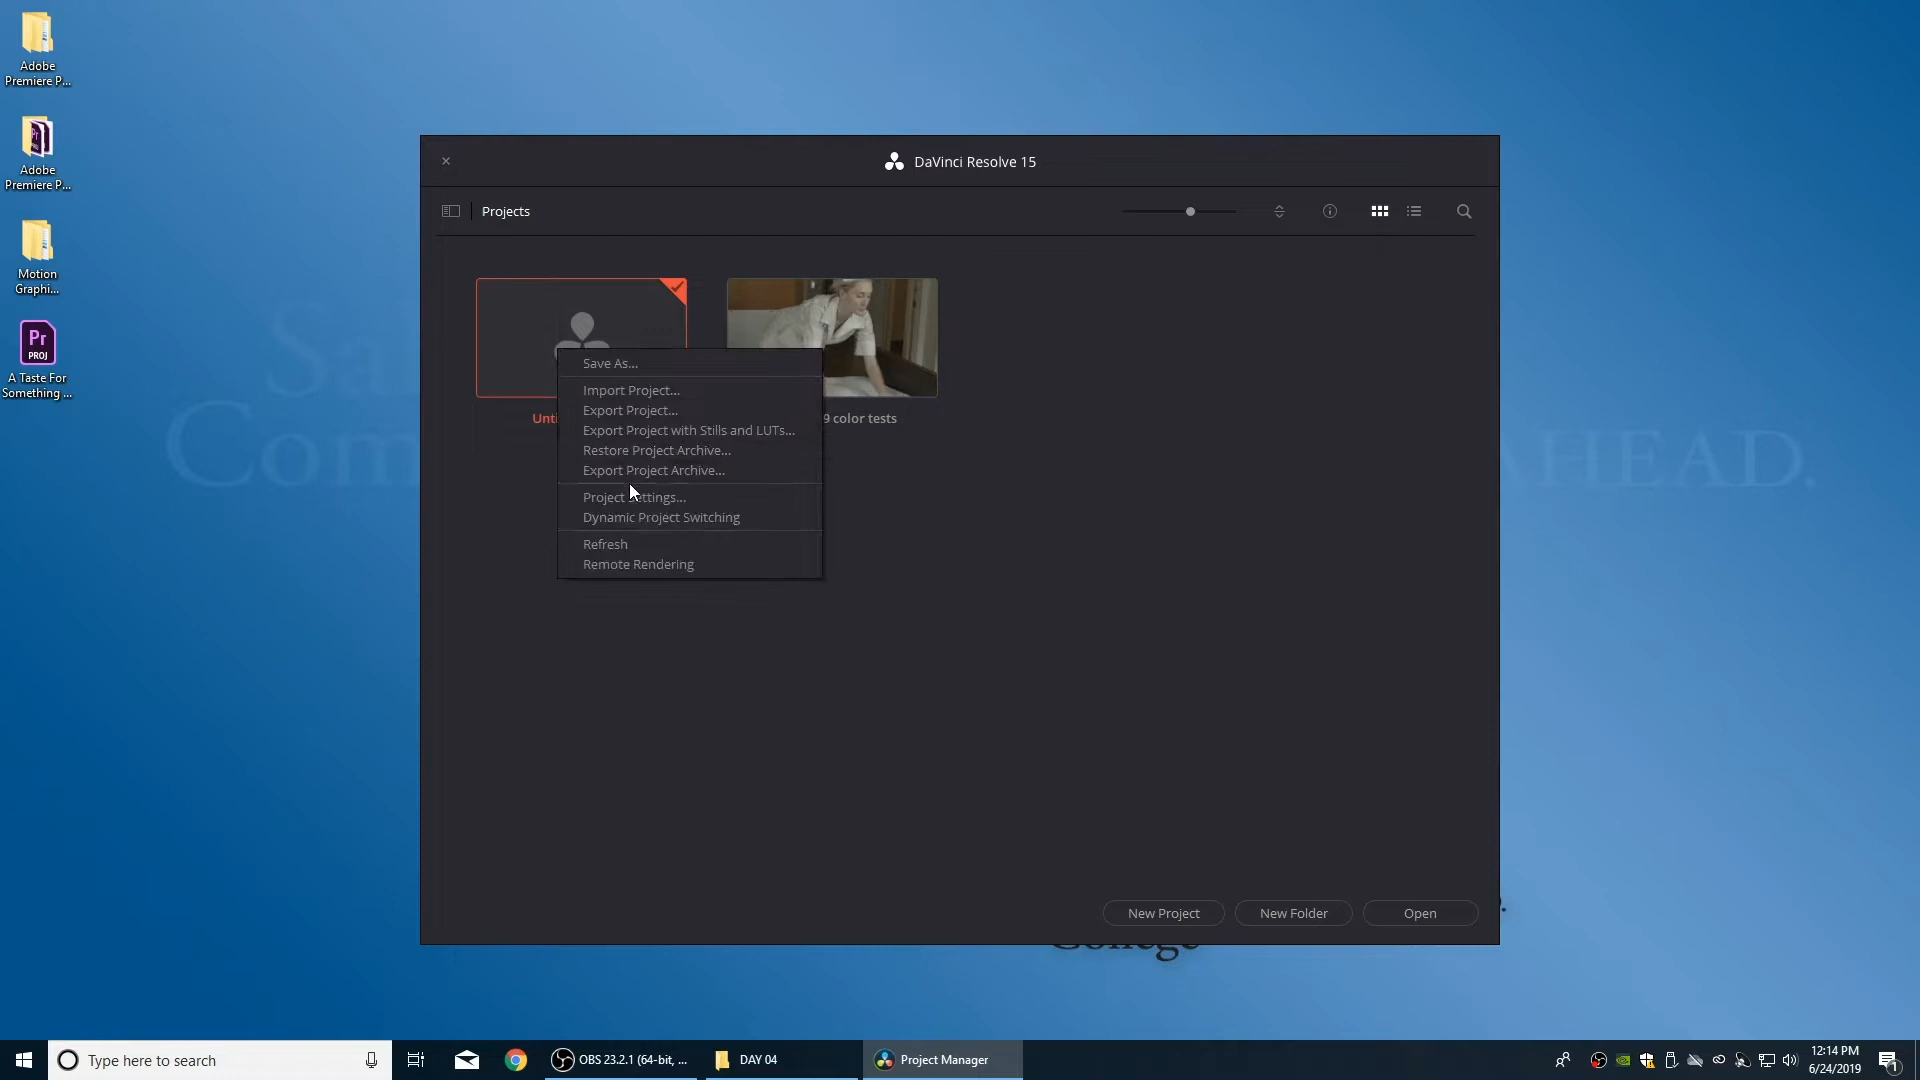 Adobe
Premiere P...
Adobe
Premiere P...
Motion
Graphi...
Pr
PROJ
A Taste For
Something ...
DaVinci Resolve 15
Projects
Save As...
Import Project...
Export Project...
Export Project with Stills and LUTs...
Restore Project Archive...
Export Project Archive...
Project Settings...
Dynamic Project Switching
Refresh
Remote Rendering
Unti
9 color tests
AHEAD.
New Project
New Folder
Open
College
Type here to search
OBS 23.2.1 (64-bit, ...
DAY 04
Project Manager
12:14 PM
6/24/2019
1